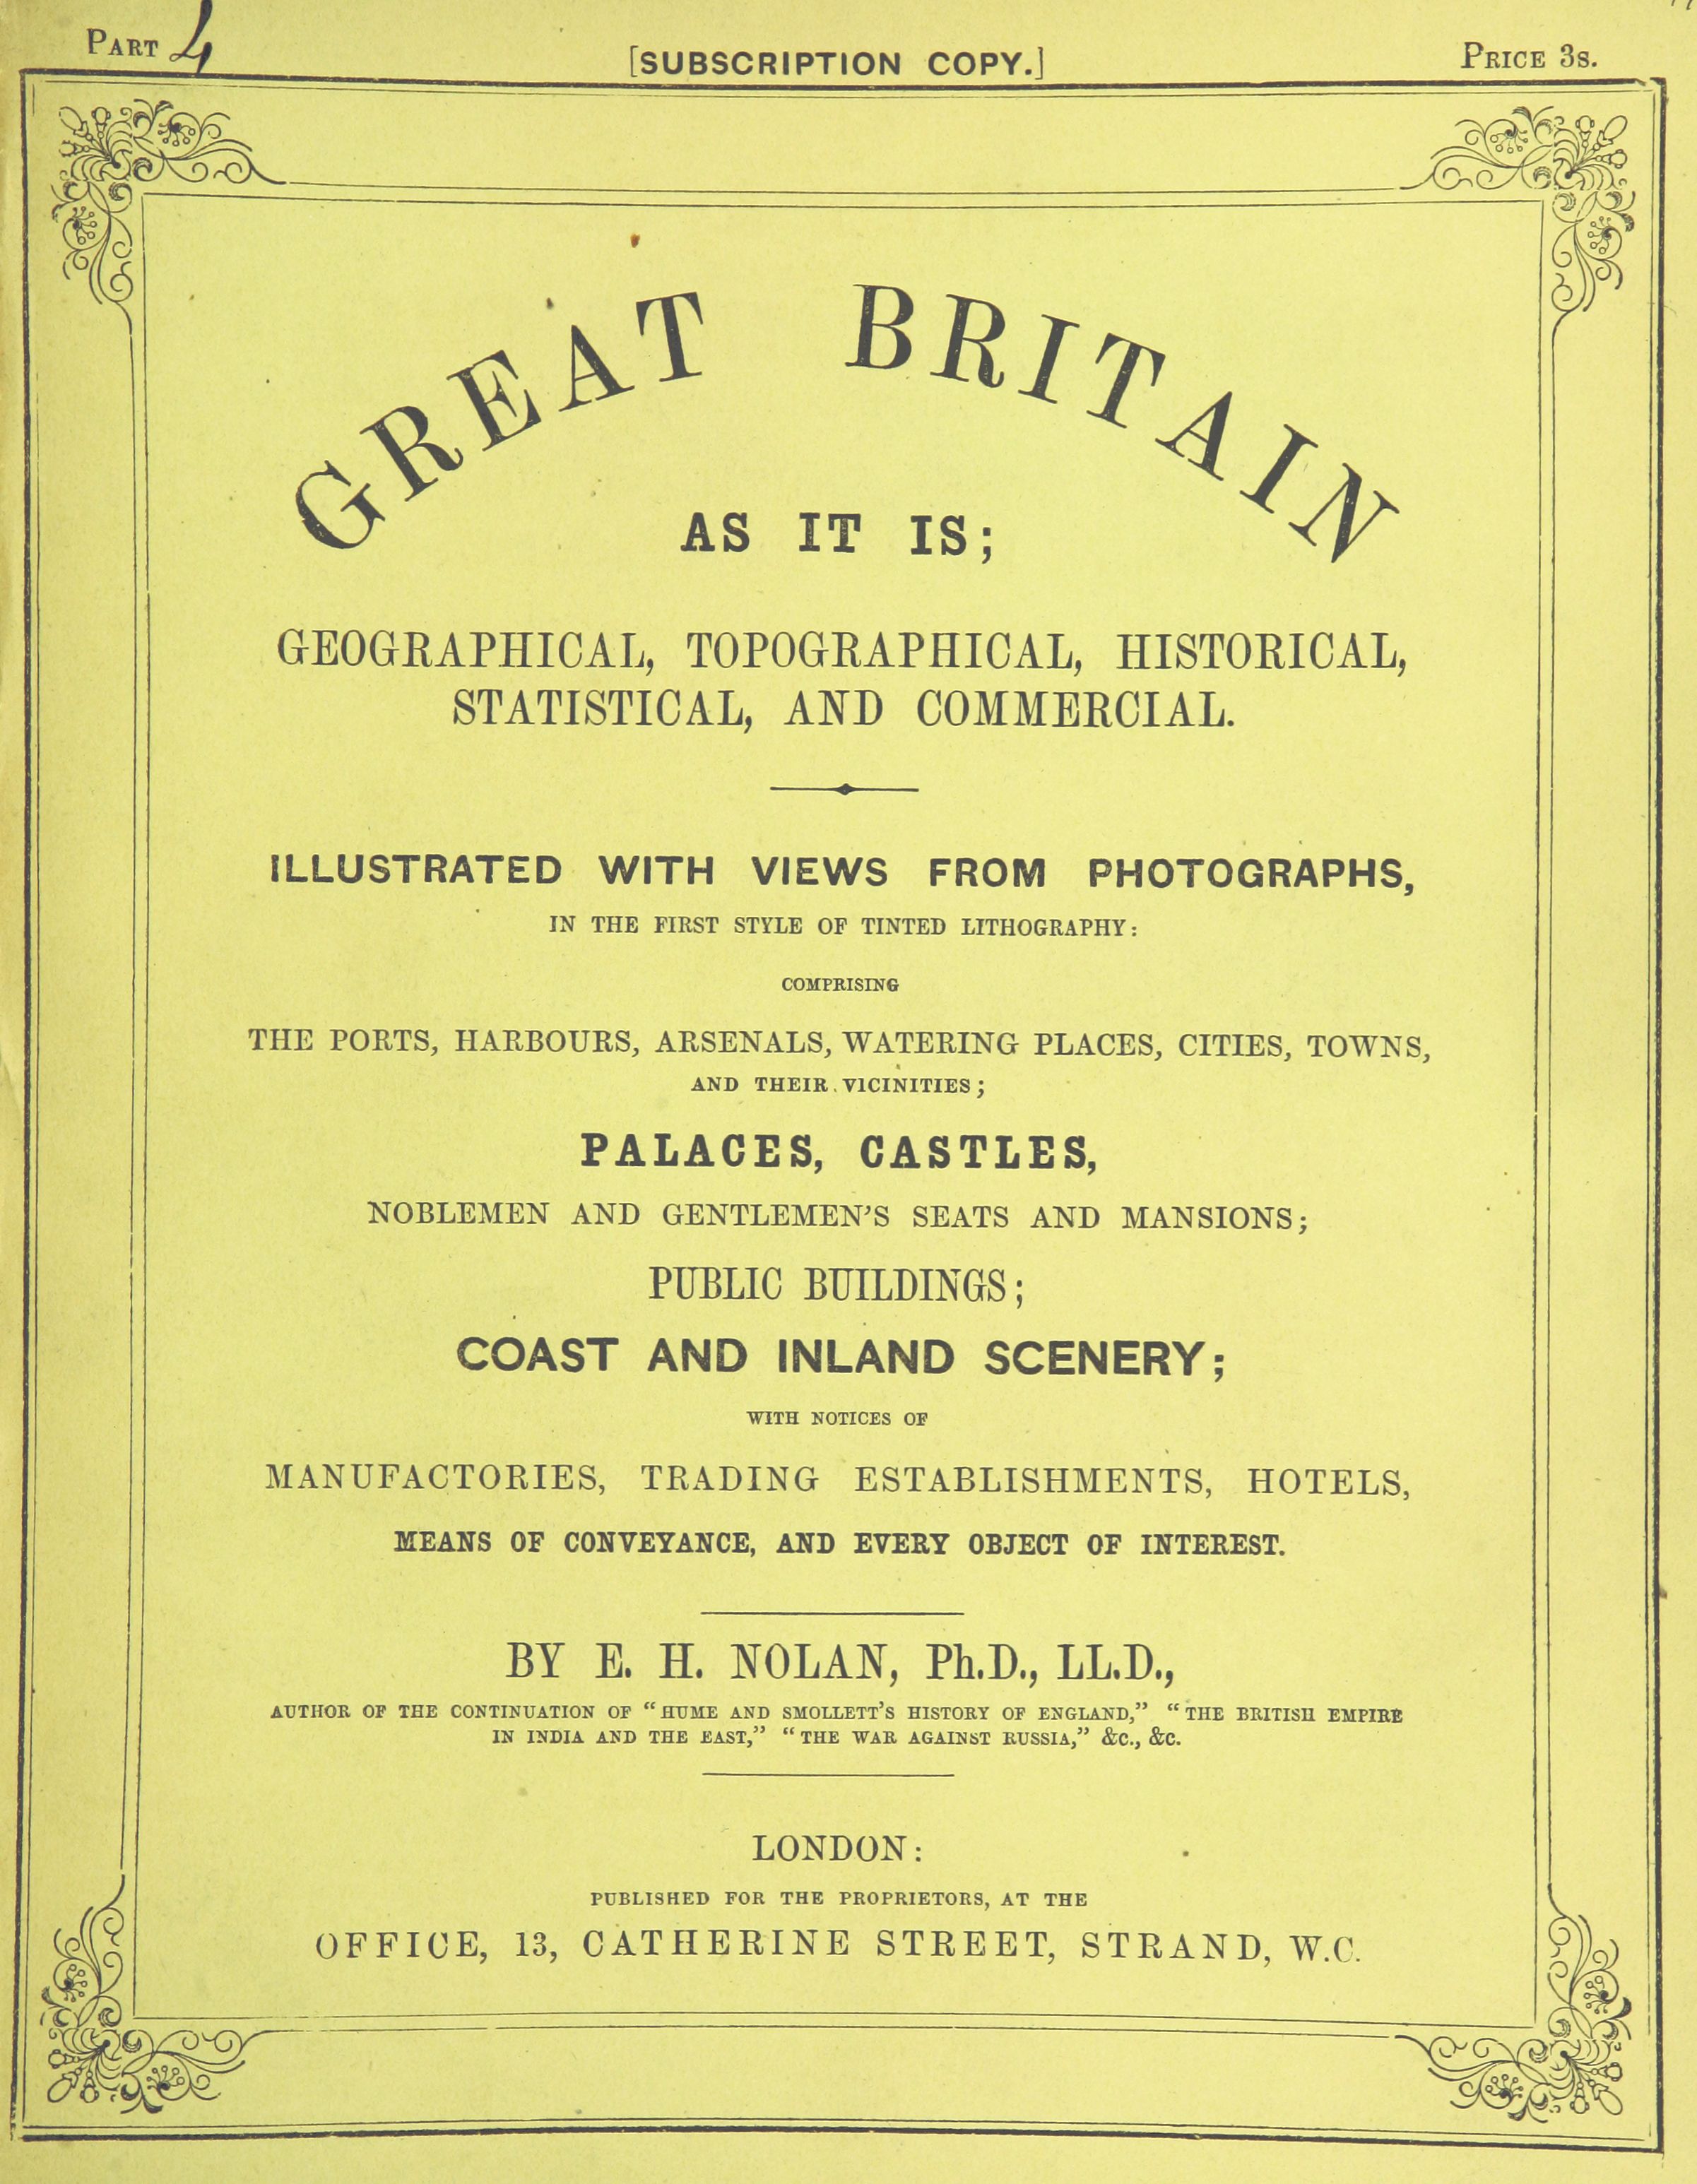 PART 4
[SUBSCRIPTION COPY.]
PRICE 3s.
GREAT BRITAIN
AS IT IS;
GEOGRAPHICAL, TOPOGRAPHICAL, HISTORICAL,
STATISTICAL, AND COMMERCIAL.
ILLUSTRATED WITH VIEWS FROM PHOTOGRAPHS,
IN THE FIRST STYLE OF TINTED LITHOGRAPHY:
COMPRISING
THE PORTS, HARBOURS, ARSENALS, WATERING PLACES, CITIES, TOWNS,
AND THEIR VICINITIES;
PALACES, CASTLES,
NOBLEMEN AND GENTLEMEN'S SEATS AND MANSIONS;
PUBLIC BUILDINGS;
COAST AND INLAND SCENERY;
WITH NOTICES OF
MANUFACTORIES, TRADING ESTABLISHMENTS, HOTELS,
MEANS OF CONVEYANCE, AND EVERY OBJECT OF INTEREST.
BY E. H. NOLAN, Ph.D., LL.D.,
AUTHOR OF THE CONTINUATION OF "HUME AND SMOLLETT'S HISTORY OF ENGLAND," "THE BRITISH EMPIRE
IN INDIA AND THE EAST," "THE WAR AGAINST RUSSIA," &c., &c.
LONDON:
PUBLISHED FOR THE PROPRIETORS, AT THE
OFFICE, 13, CATHERINE STREET, STRAND, W.C.